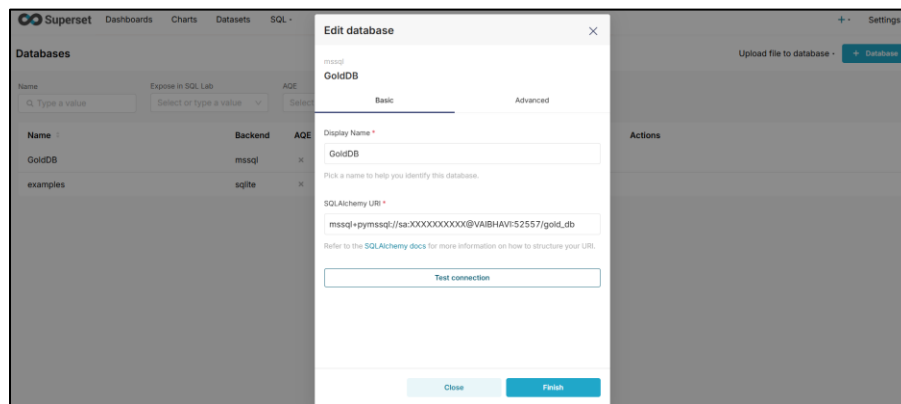 Superset Dashboards Charts Datasets SQL Settings
Databases
Upload file to database
+ Database
Name Expose in SQL Lab AQE
Type a value Select or type a value Select
Name Backend AQE Actions
GoldDB mssql
examples sqlite
Edit database
mssql
GoldDB
Basic Advanced
Display Name *
GoldDB
Pick a name to help you identify this database.
SQLAlchemy URI *
mssql+pymssql://sa:XXXXXXXXXX@VAIBHAVI:52557/gold_db
Refer to the SQLAlchemy docs for more information on how to structure your URI.
Test connection
Close Finish